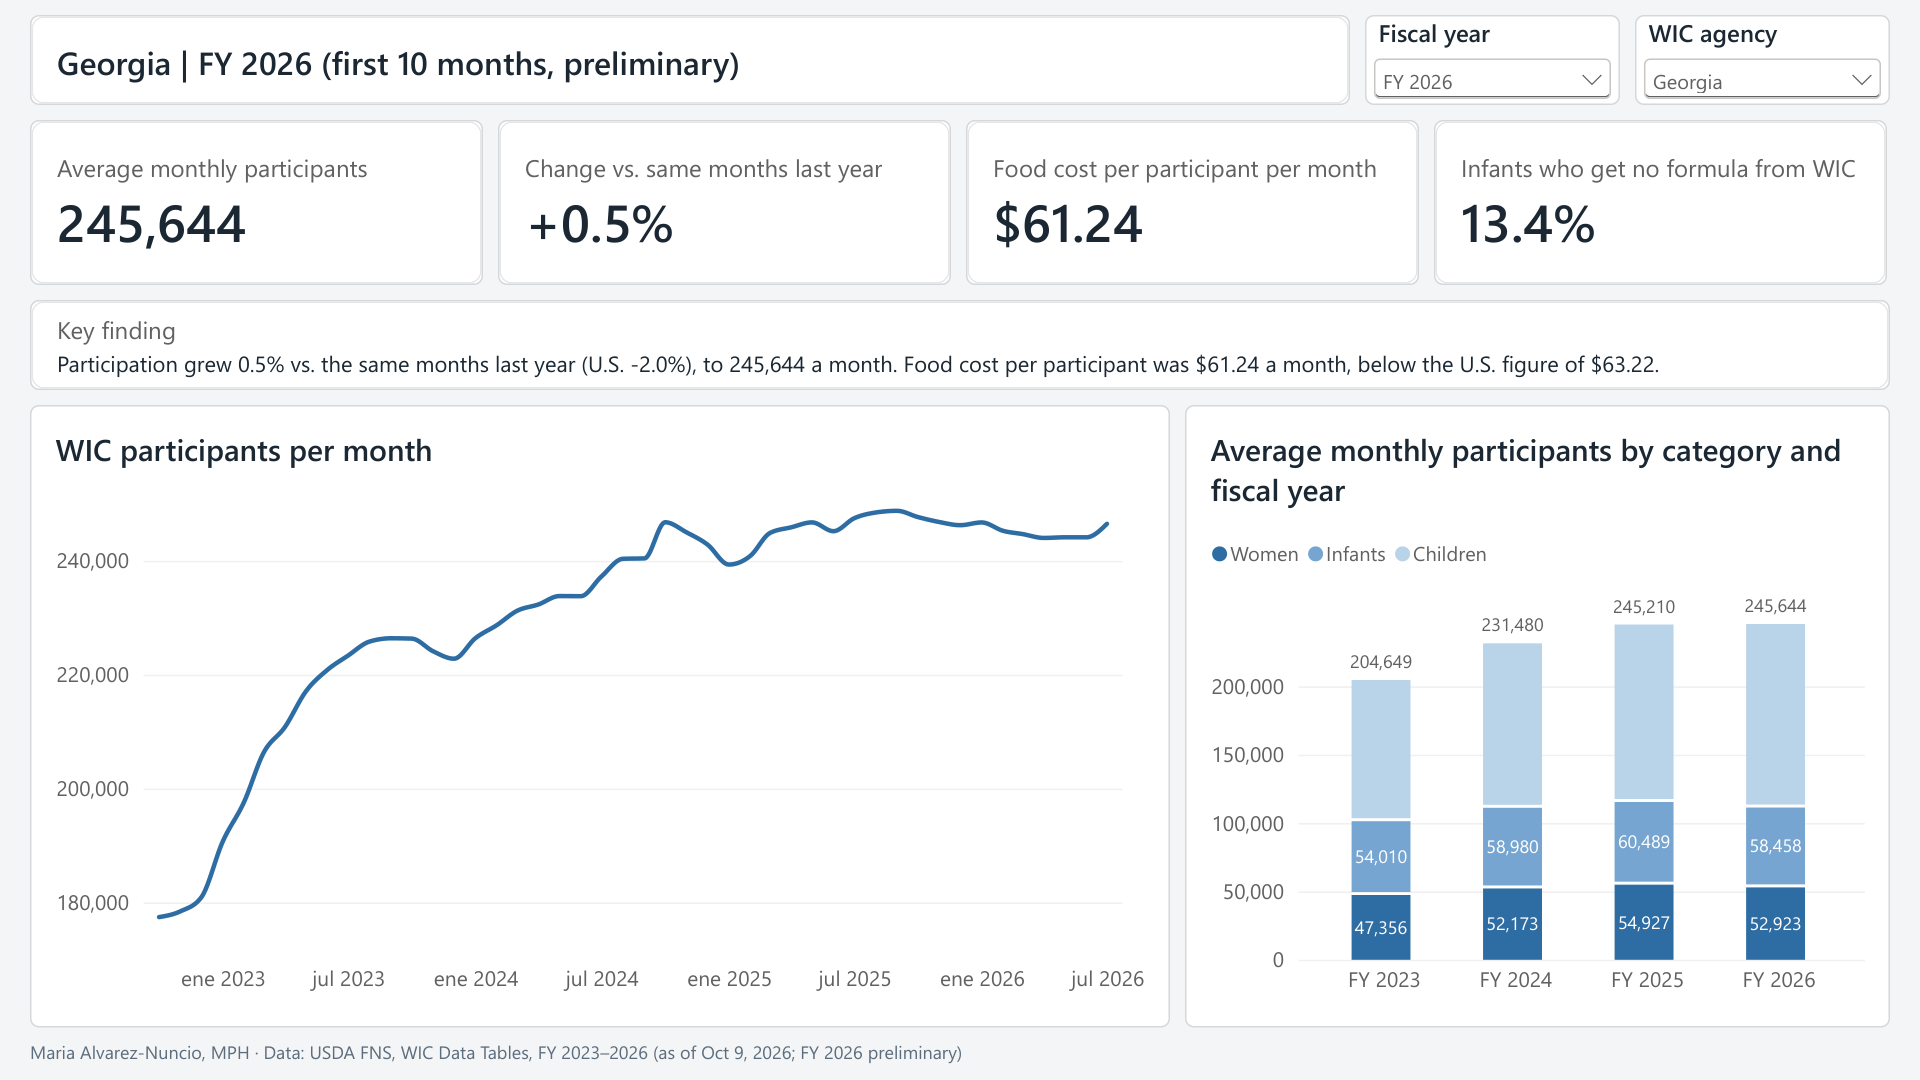 Georgia | FY 2026 (first 10 months, preliminary)
Fiscal year
FY 2026
WIC agency
Georgia
Average monthly participants
245,644
Change vs. same months last year
+0.5%
Food cost per participant per month
$61.24
Infants who get no formula from WIC
13.4%
Key finding
Participation grew 0.5% vs. the same months last year (U.S. -2.0%), to 245,644 a month. Food cost per participant was $61.24 a month, below the U.S. figure of $63.22.
WIC participants per month
240,000
220,000
200,000
180,000
ene 2023
jul 2023
ene 2024
jul 2024
ene 2025
jul 2025
ene 2026
jul 2026
Average monthly participants by category and
fiscal year
Women
Infants
Children
200,000
150,000
100,000
50,000
0
204,649
231,480
245,210
245,644
54,010
58,980
60,489
58,458
47,356
52,173
54,927
52,923
FY 2023
FY 2024
FY 2025
FY 2026
Maria Alvarez-Nuncio, MPH · Data: USDA FNS, WIC Data Tables, FY 2023–2026 (as of Oct 9, 2026; FY 2026 preliminary)